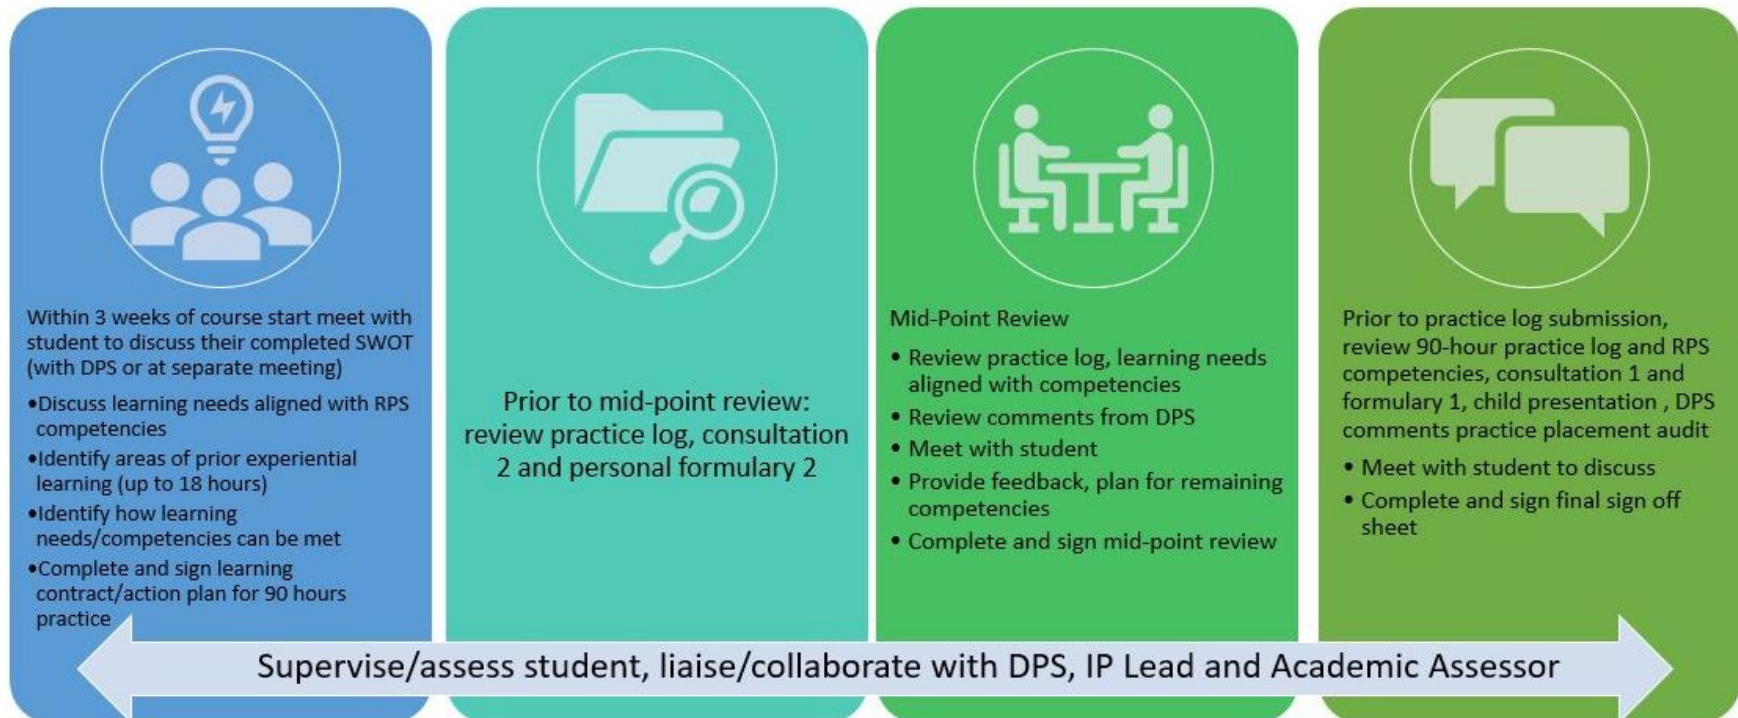 Within 3 weeks of course start meet with
student to discuss their completed SWOT
(with DPS or at separate meeting)
•Discuss learning needs aligned with RPS
competencies
•Identify areas of prior experiential
learning (up to 18 hours)
•Identify how learning
needs/competencies can be met
•Complete and sign learning
contract/action plan for 90 hours
practice
Prior to mid-point review:
review practice log, consultation
2 and personal formulary 2
Mid-Point Review
• Review practice log, learning needs
aligned with competencies
• Review comments from DPS
• Meet with student
• Provide feedback, plan for remaining
competencies
• Complete and sign mid-point review
Prior to practice log submission,
review 90-hour practice log and RPS
competencies, consultation 1 and
formulary 1, child presentation , DPS
comments practice placement audit
• Meet with student to discuss
• Complete and sign final sign off
sheet
Supervise/assess student, liaise/collaborate with DPS, IP Lead and Academic Assessor